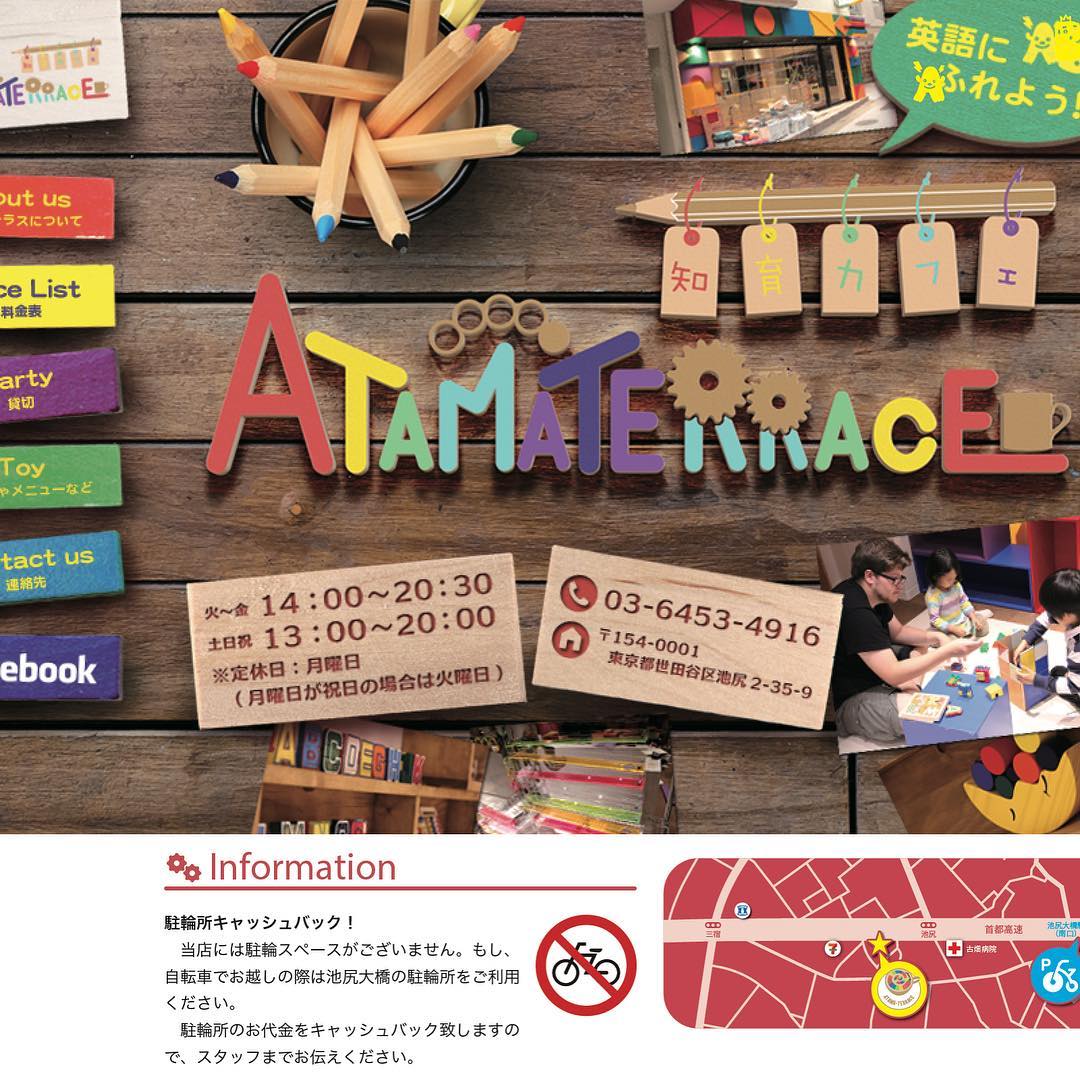 英語に
ふれよう!
out us
ラスについて
知育カフェ
ce List
料金表
arty
貸切
ATAMATERRACE
Toy
ゃメニューなど
tact us
連絡先
ebook
火〜金 14:00〜20:30
土日祝 13:00〜20:00
※定休日:月曜日
(月曜日が祝日の場合は火曜日)
03-6453-4916
〒154-0001
東京都世田谷区池尻 2-35-9
ABCDEGH
Information
駐輪所キャッシュバック!
当店には駐輪スペースがございません。もし、
自転車でお越しの際は池尻大橋の駐輪所をご利用
ください。
駐輪所のお代金をキャッシュバック致しますの
で、スタッフまでお伝えください。
三宿
池尻
首都高速
池尻大橋
(南口)
古畑病院
P